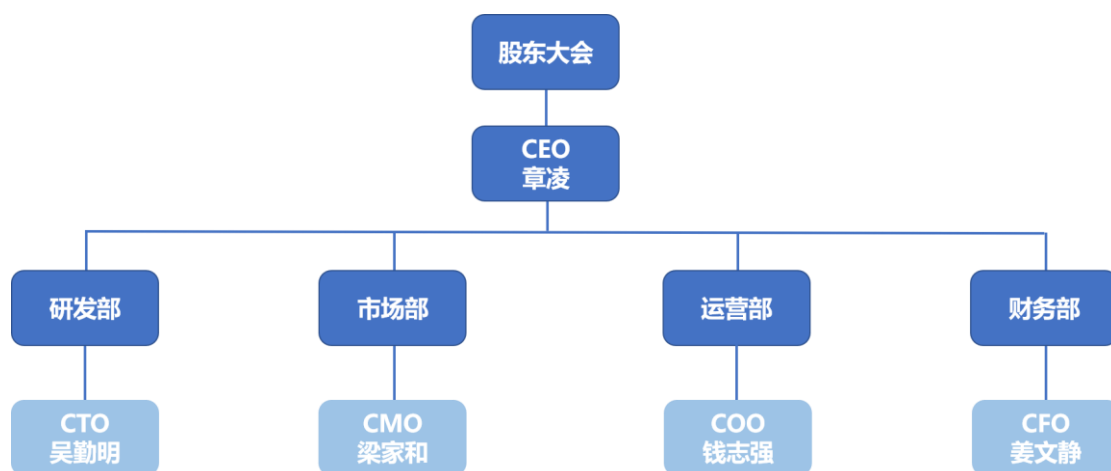 股东大会
CEO
章凌
研发部
市场部
运营部
财务部
CTO
吴勤明
CMO
梁家和
COO
钱志强
CFO
姜文静